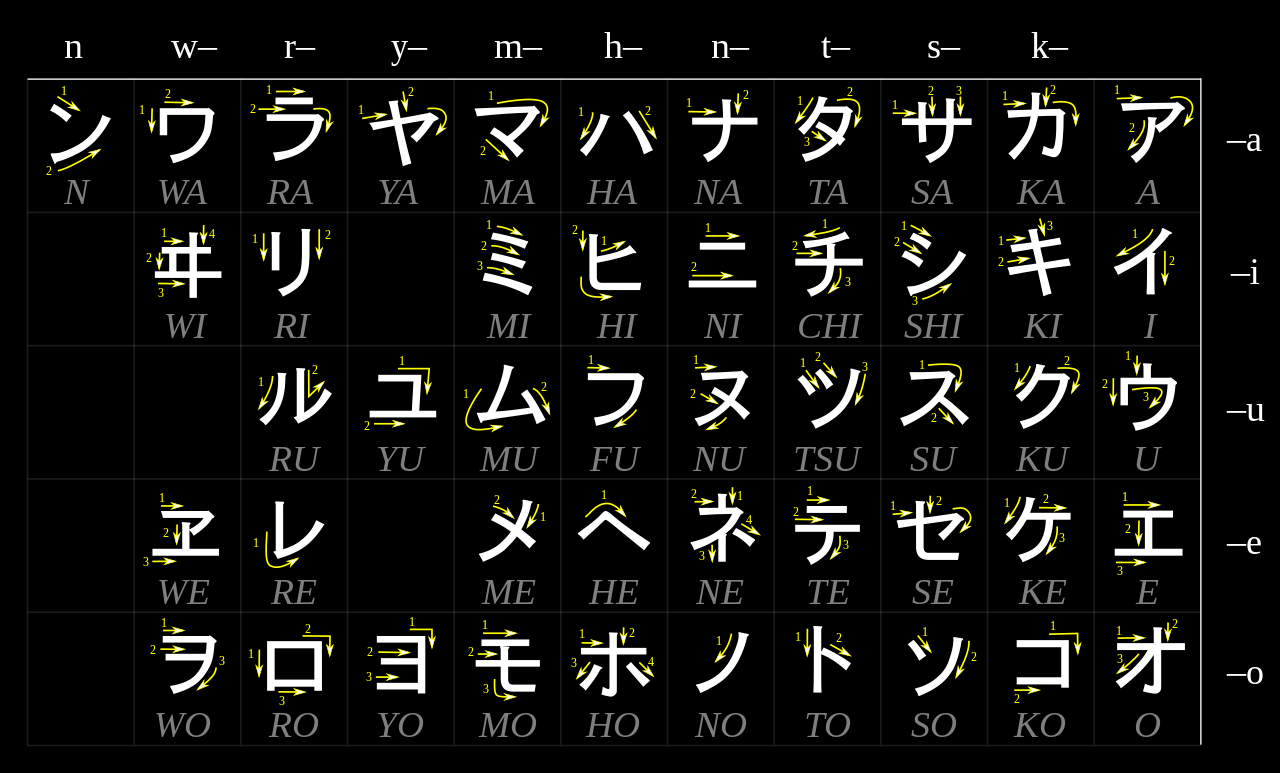 n w– r– y– m– h– n– t– s– k–
ン ワ ラ ヤ マ ハ ナ タ サ カ ア –a
N WA RA YA MA HA NA TA SA KA A
ヰ リ ミ ヒ ニ チ シ キ イ –i
WI RI MI HI NI CHI SHI KI I
ル ユ ム フ ヌ ツ ス ク ウ –u
RU YU MU FU NU TSU SU KU U
ヱ レ メ ヘ ネ テ セ ケ エ –e
WE RE ME HE NE TE SE KE E
ヲ ロ ヨ モ ホ ノ ト ソ コ オ –o
WO RO YO MO HO NO TO SO KO O